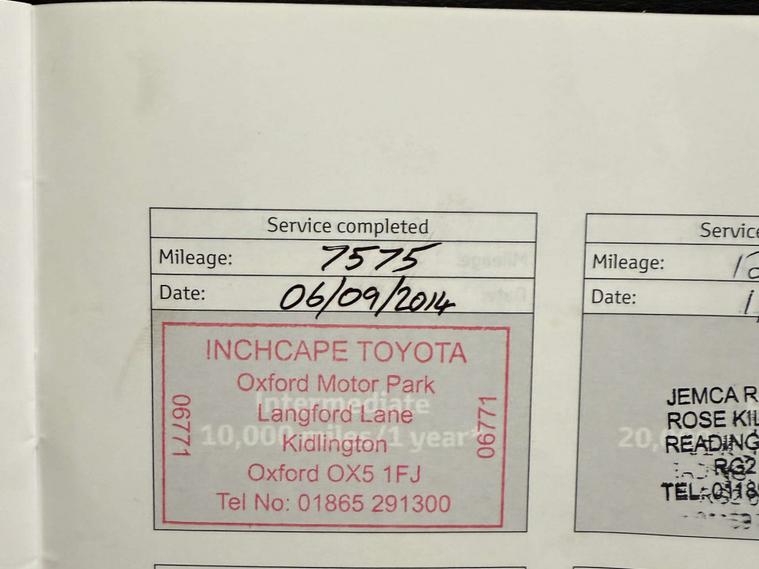 Service completed
Mileage: 7575
Date: 06/09/2014
INCHCAPE TOYOTA
Oxford Motor Park
Intermediate
Langford Lane
10,000 miles/1 year*
Kidlington
Oxford OX5 1FJ
Tel No: 01865 291300
06771
06771
Mileage:
Date:
JEMCA
ROSE
READING
RG2
TEL: